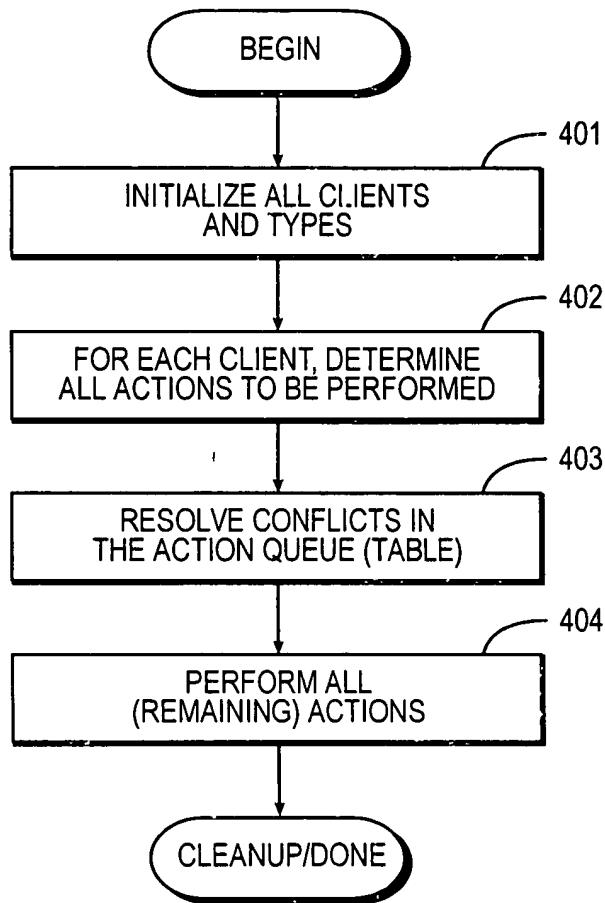 BEGIN
401
INITIALIZE ALL CLIENTS
AND TYPES
402
FOR EACH CLIENT, DETERMINE
ALL ACTIONS TO BE PERFORMED
403
RESOLVE CONFLICTS IN
THE ACTION QUEUE (TABLE)
404
PERFORM ALL
(REMAINING) ACTIONS
CLEANUP/DONE